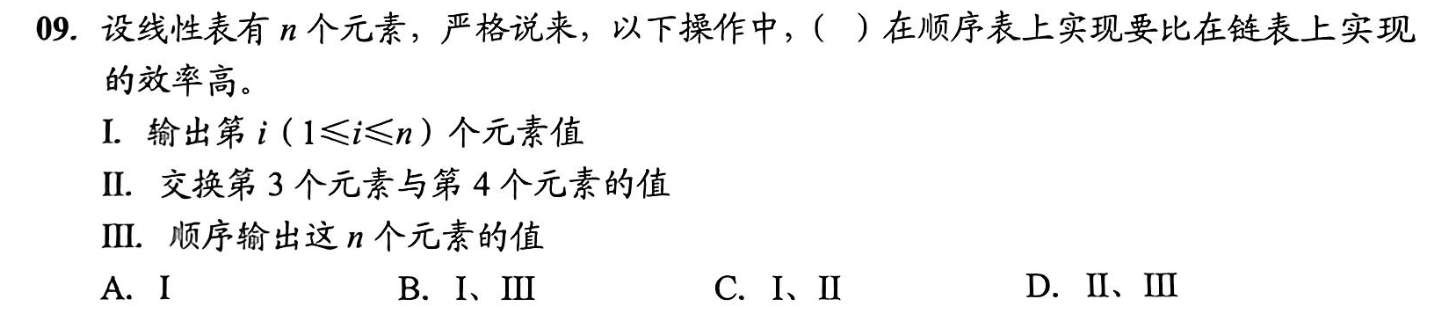 09. 设线性表有 n 个元素，严格说来，以下操作中，（ ）在顺序表上实现要比在链表上实现
的效率高。
I. 输出第 i（1≤i≤n）个元素值
II. 交换第 3 个元素与第 4 个元素的值
III. 顺序输出这 n 个元素的值
A. I B. I、III C. I、II D. II、III